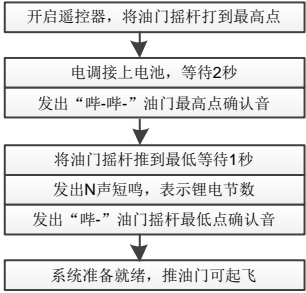 开启遥控器，将油门摇杆打到最高点
电调接上电池，等待2秒
发出“哔-哔-”油门最高点确认音
将油门摇杆推到最低等待1秒
发出N声短鸣，表示锂电节数
发出“哔-”油门摇杆最低点确认音
系统准备就绪，推油门可起飞